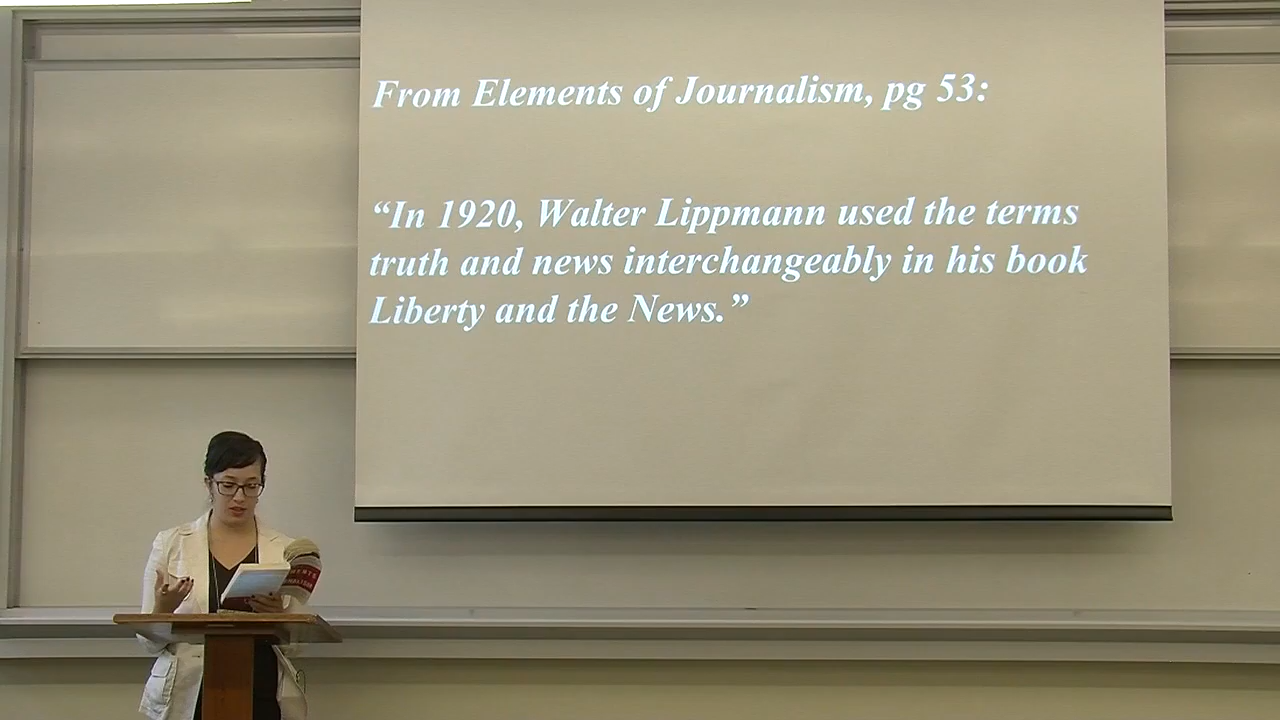 From Elements of Journalism, pg 53:
“In 1920, Walter Lippmann used the terms
truth and news interchangeably in his book
Liberty and the News.”